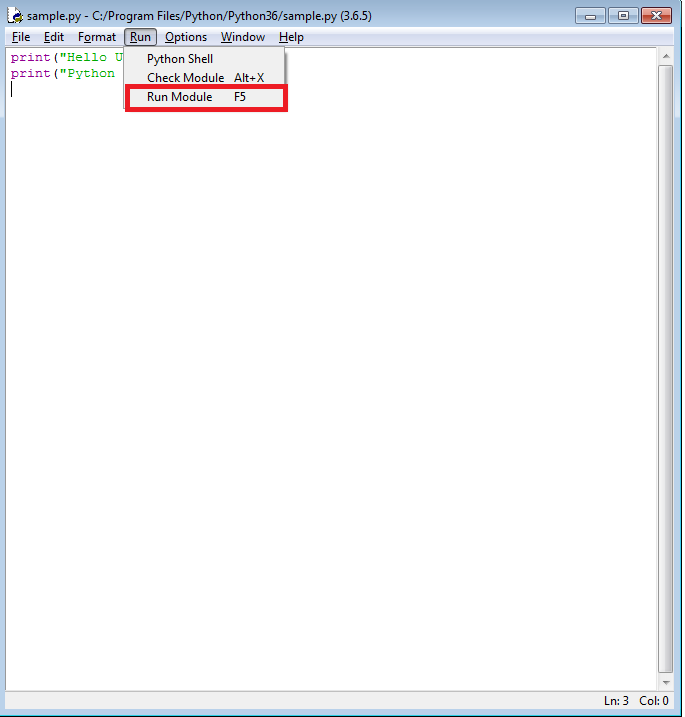 sample.py - C:/Program Files/Python/Python36/sample.py (3.6.5)
File Edit Format Run Options Window Help
print("Hello U
print("Python
Python Shell
Check Module Alt+X
Run Module F5
Ln: 3 Col: 0